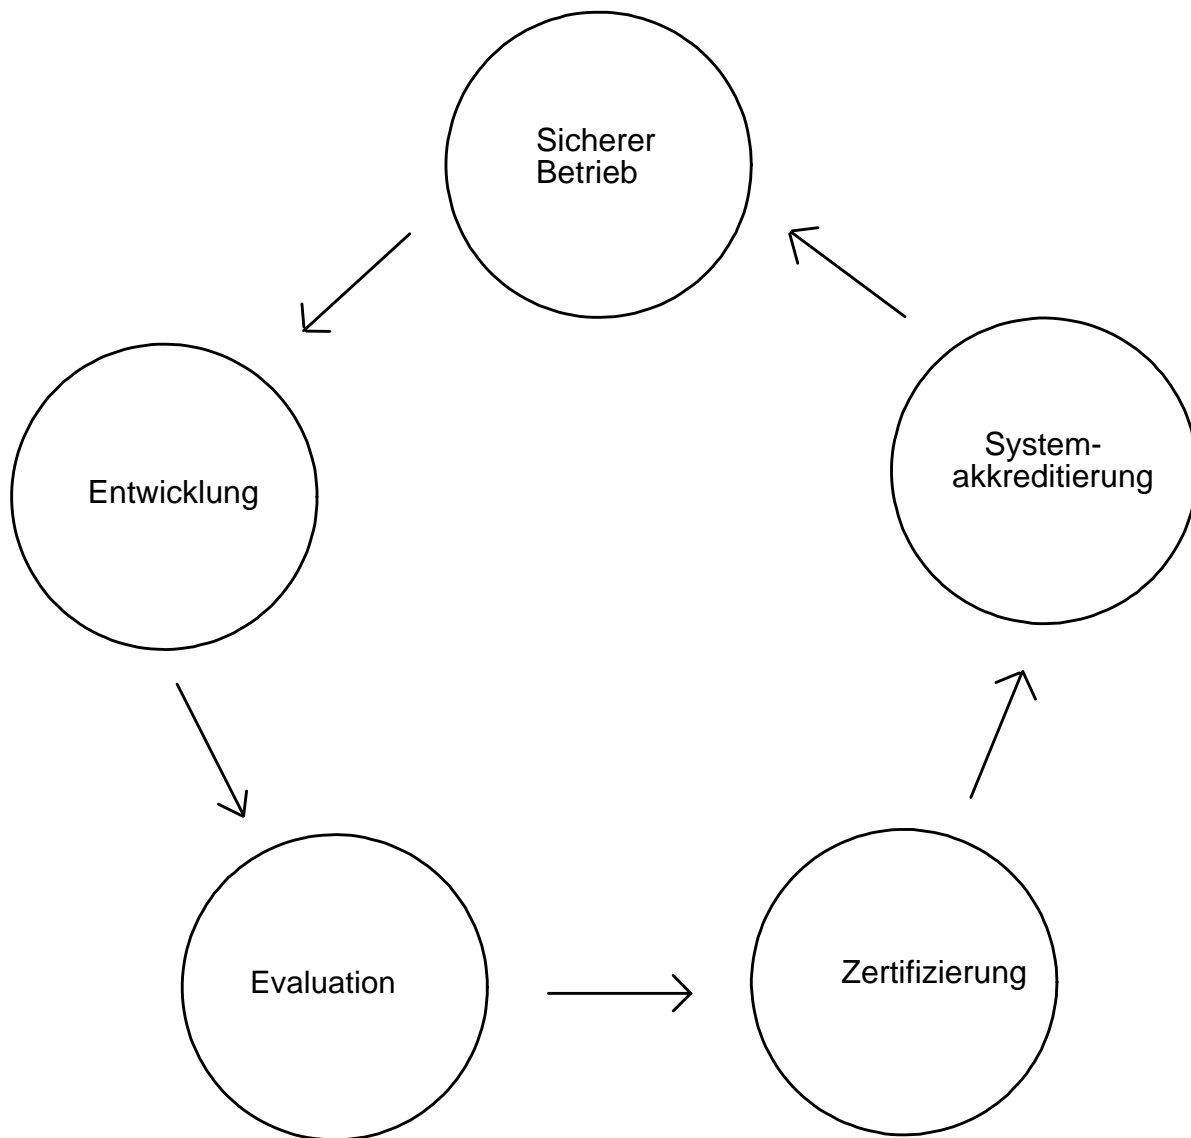 Sicherer
Betrieb
System-
akkreditierung
Entwicklung
Evaluation
Zertifizierung